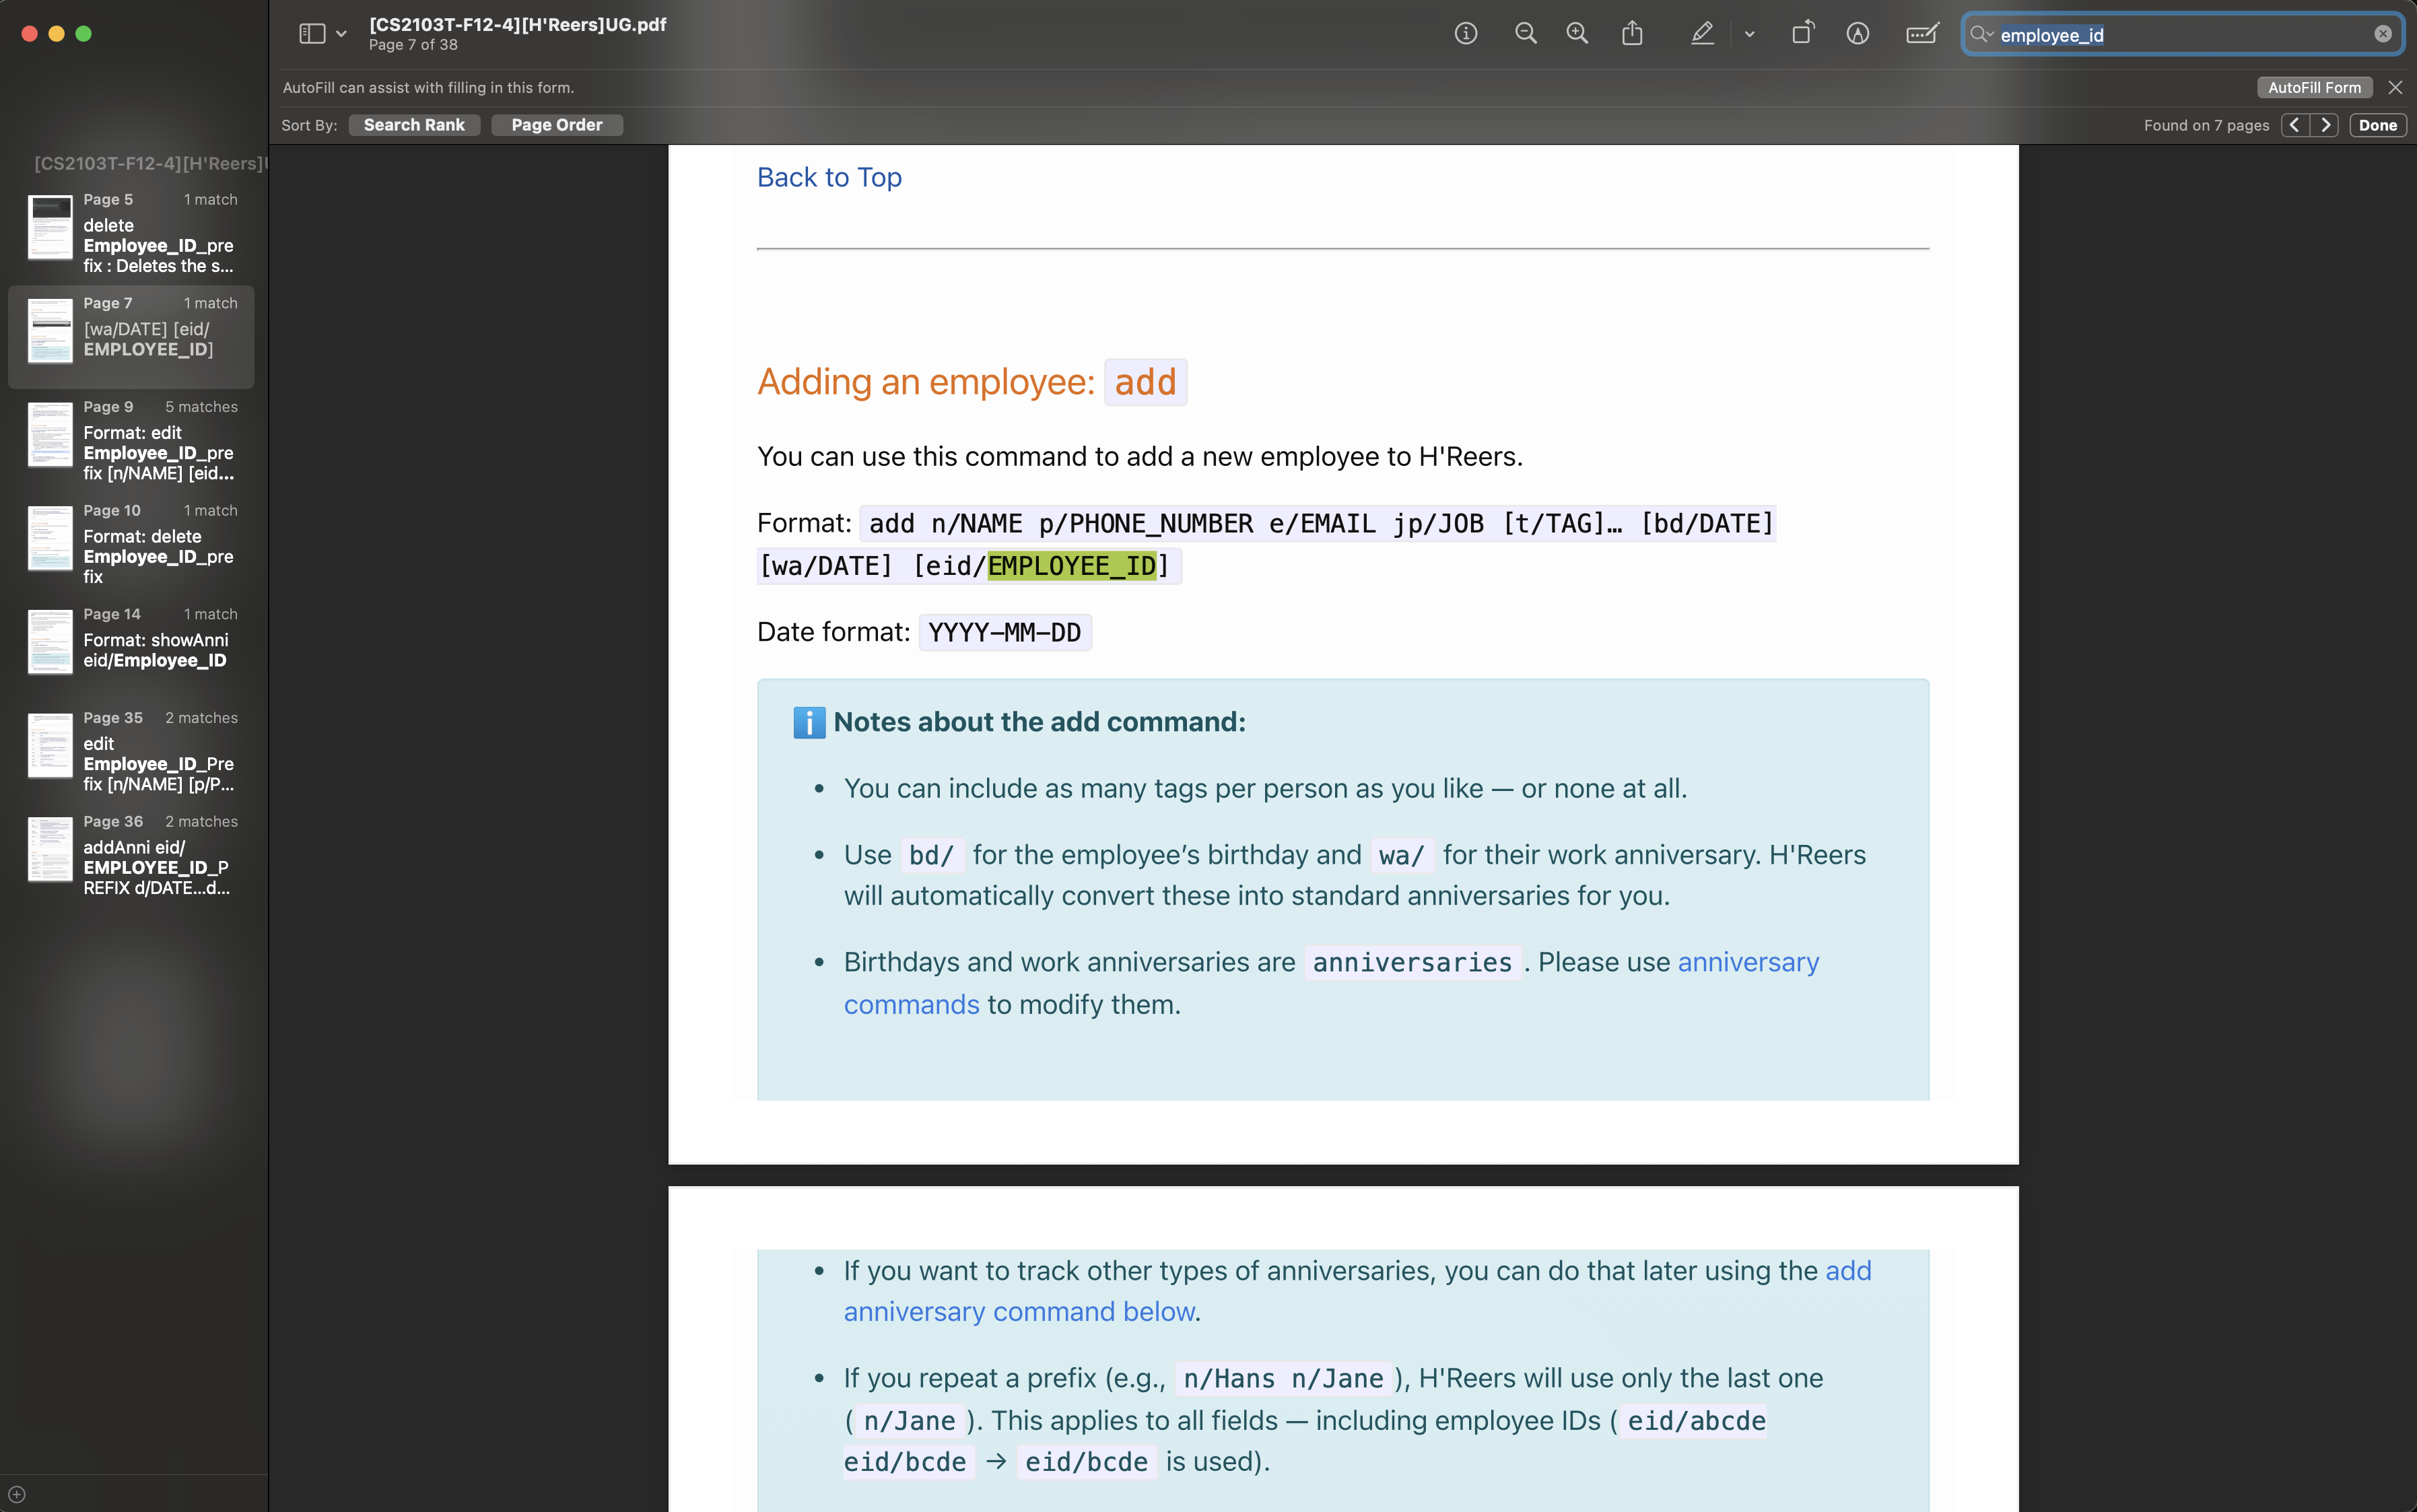 [CS2103T-F12-4][H'Reers]UG.pdf
Page 7 of 38
employee_id
AutoFill can assist with filling in this form.
AutoFill Form
Sort By:
Search Rank
Page Order
Found on 7 pages
Done
[CS2103T-F12-4][H'Reers]
Page 5
1 match
delete
Employee_ID_pre
fix : Deletes the s...
Page 7
1 match
[wa/DATE] [eid/
EMPLOYEE_ID]
Page 9
5 matches
Format: edit
Employee_ID_pre
fix [n/NAME] [eid...
Page 10
1 match
Format: delete
Employee_ID_pre
fix
Page 14
1 match
Format: showAnni
eid/Employee_ID
Page 35
2 matches
edit
Employee_ID_Pre
fix [n/NAME] [p/P...
Page 36
2 matches
addAnni eid/
EMPLOYEE_ID_P
REFIX d/DATE...d...
Back to Top
Adding an employee: add
You can use this command to add a new employee to H'Reers.
Format: add n/NAME p/PHONE_NUMBER e/EMAIL jp/JOB [t/TAG]… [bd/DATE]
[wa/DATE] [eid/EMPLOYEE_ID]
Date format: YYYY-MM-DD
Notes about the add command:
• You can include as many tags per person as you like — or none at all.
• Use bd/ for the employee's birthday and wa/ for their work anniversary. H'Reers
will automatically convert these into standard anniversaries for you.
• Birthdays and work anniversaries are anniversaries . Please use anniversary
commands to modify them.
• If you want to track other types of anniversaries, you can do that later using the add
anniversary command below.
• If you repeat a prefix (e.g., n/Hans n/Jane ), H'Reers will use only the last one
( n/Jane ). This applies to all fields — including employee IDs ( eid/abcde
eid/bcde → eid/bcde is used).